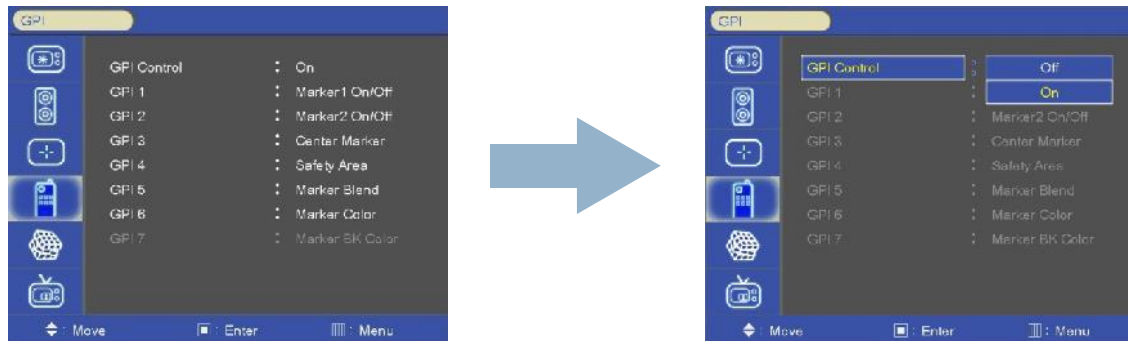 GPI
GPI Control : On
GPI 1 : Marker1 On/Off
GPI 2 : Marker2 On/Off
GPI 3 : Center Marker
GPI 4 : Safety Area
GPI 5 : Marker Blend
GPI 6 : Marker Color
GPI 7 : Marker BK Color
: Move : Enter : Menu
GPI
GPI Control : Off
GPI 1 : On
GPI 2 : Marker2 On/Off
GPI 3 : Center Marker
GPI 4 : Safety Area
GPI 5 : Marker Blend
GPI 6 : Marker Color
GPI 7 : Marker BK Color
: Move : Enter : Menu